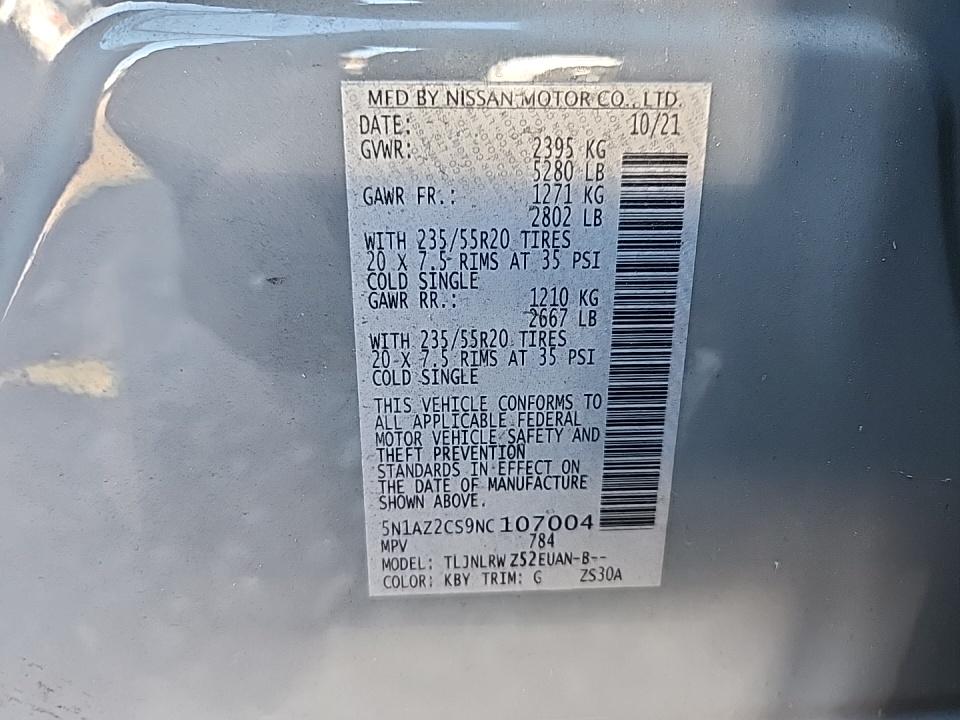 MFD BY NISSAN MOTOR CO., LTD.
DATE: 10/21
GVWR: 2395 KG
5280 LB
GAWR FR.: 1271 KG
2802 LB
WITH 235/55R20 TIRES
20 X 7.5 RIMS AT 35 PSI
COLD SINGLE
GAWR RR.: 1210 KG
2667 LB
WITH 235/55R20 TIRES
20 X 7.5 RIMS AT 35 PSI
COLD SINGLE
THIS VEHICLE CONFORMS TO
ALL APPLICABLE FEDERAL
MOTOR VEHICLE SAFETY AND
THEFT PREVENTION
STANDARDS IN EFFECT ON
THE DATE OF MANUFACTURE
SHOWN ABOVE.
5N1AZ2CS9NC107004
MPV 784
MODEL: TLJNLRW Z52EUAN-B--
COLOR: KBY TRIM: G ZS30A